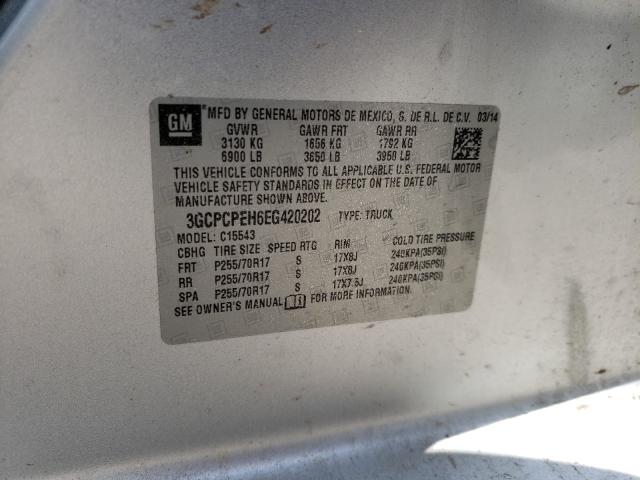 GM
MFD BY GENERAL MOTORS DE MEXICO, S. DE R.L. DE C.V. 03/14
GVWR GAWR FRT GAWR RR
3130 KG 1656 KG 1792 KG
6900 LB 3650 LB 3950 LB
THIS VEHICLE CONFORMS TO ALL APPLICABLE U.S. FEDERAL MOTOR
VEHICLE SAFETY STANDARDS IN EFFECT ON THE DATE OF
MANUFACTURE SHOWN ABOVE.
3GCPCPEH6EG420202 TYPE: TRUCK
MODEL: C15543
CBHG TIRE SIZE SPEED RTG RIM COLD TIRE PRESSURE
FRT P255/70R17 S 17X8J 240KPA(35PSI)
RR P255/70R17 S 17X8J 240KPA(35PSI)
SPA P255/70R17 S 17X7.5J 240KPA(35PSI)
SEE OWNER'S MANUAL FOR MORE INFORMATION.